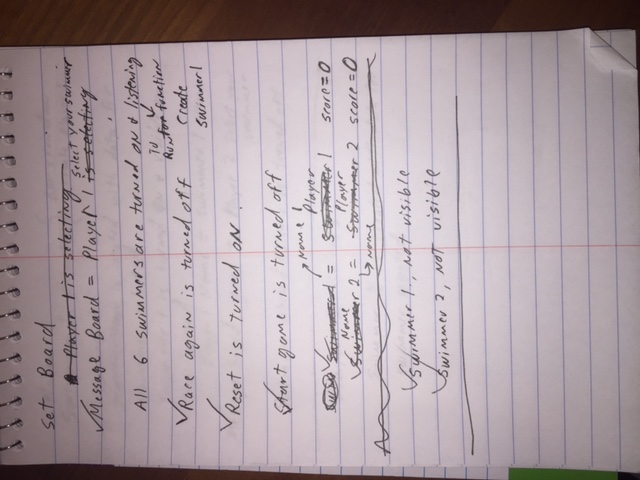 Set Board
Player 1 is selecting
select your swimmer
✓Message Board = Player 1 is selecting
All 6 swimmers are turned on & listening
TO
RUN for function
✓Race again is turned off
create
swimmer1
✓Reset is turned ON.
✓Start game is turned off
Name 1
Player
✓Swimmer 1 = Swimmer 1 score=0
Name
Player
✓Swimmer 2 = Swimmer 2 score=0
Name
✓Swimmer 1, not visible
✓Swimmer 2, NOT visible